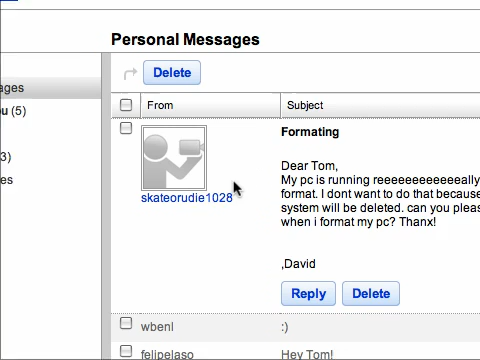 Personal Messages
Delete
ages
From Subject
u (5)
Formating
3)
Dear Tom,
es
My pc is running reeeeeeeeeeeeally
format. I dont want to do that because
skateorudie1028
system will be deleted. can you pleas
when i format my pc? Thanx!
,David
Reply Delete
wbenl :)
felipelaso Hey Tom!